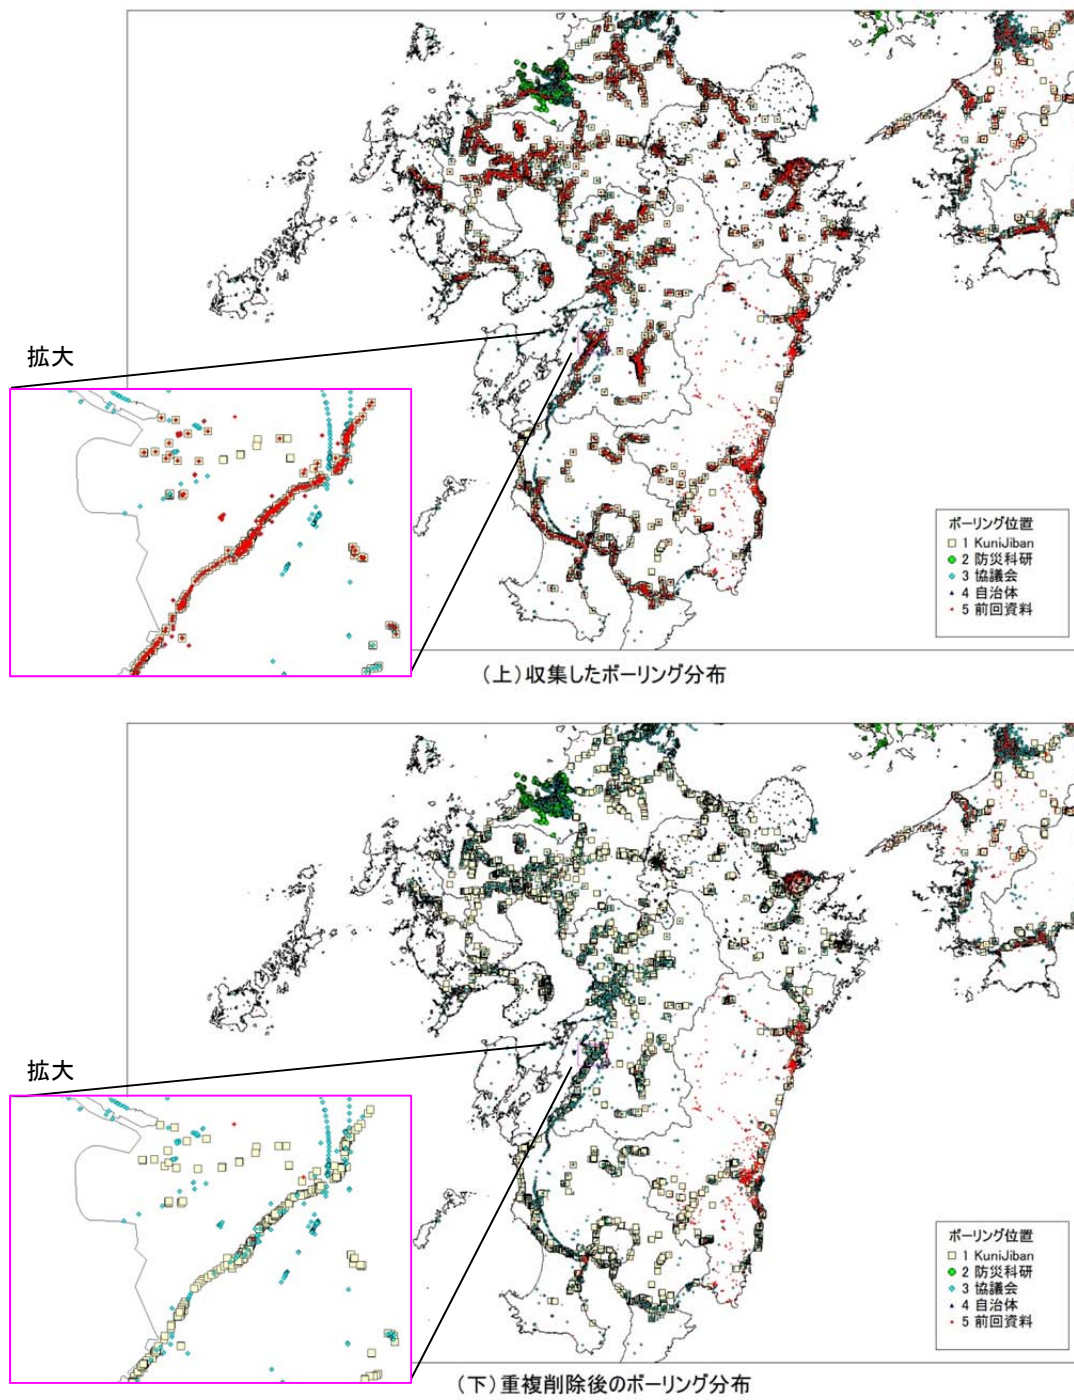 拡大
ボーリング位置
1 KuniJiban
2 防災科研
3 協議会
4 自治体
5 前回資料
(上)収集したボーリング分布
拡大
ボーリング位置
1 KuniJiban
2 防災科研
3 協議会
4 自治体
5 前回資料
(下)重複削除後のボーリング分布